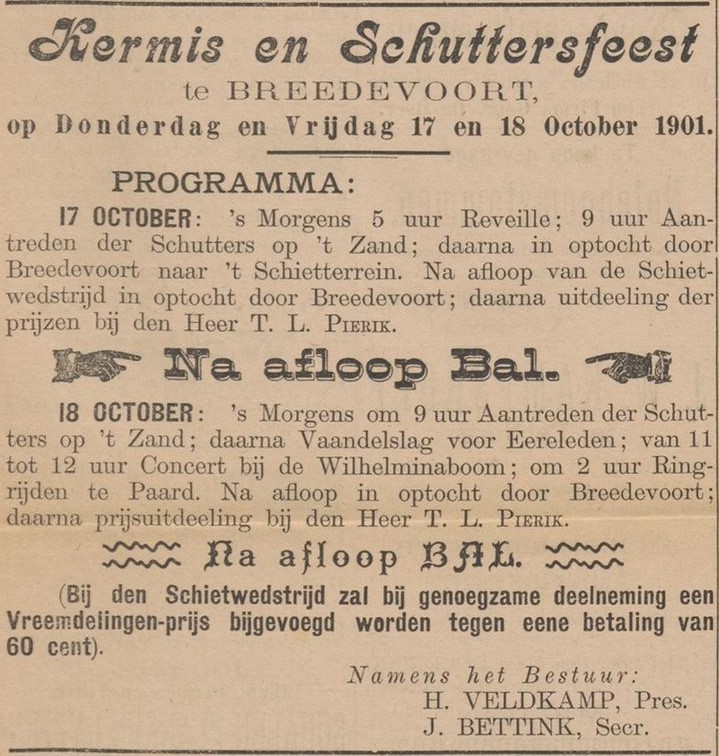 Kermis en Schuttersfeest
te BREEDEVOORT,
op Donderdag en Vrijdag 17 en 18 October 1901.
PROGRAMMA:
17 OCTOBER: 's Morgens 5 uur Reveille; 9 uur Aan-
treden der Schutters op 't Zand; daarna in optocht door
Breedevoort naar 't Schietterrein. Na afloop van de Schiet-
wedstrijd in optocht door Breedevoort; daarna uitdeeling der
prijzen bij den Heer T. L. PIERIK.
Na afloop Bal.
18 OCTOBER: 's Morgens om 9 uur Aantreden der Schut-
ters op 't Zand; daarna Vaandelslag voor Eereleden; van 11
tot 12 uur Concert bij de Wilhelminaboom; om 2 uur Ring-
rijden te Paard. Na afloop in optocht door Breedevoort;
daarna prijsuitdeeling bij den Heer T. L. PIERIK.
Na afloop BAL.
(Bij den Schietwedstrijd zal bij genoegzame deelneming een
Vreemdelingen-prijs bijgevoegd worden tegen eene betaling van
60 cent).
Namens het Bestuur:
H. VELDKAMP, Pres.
J. BETTINK, Secr.